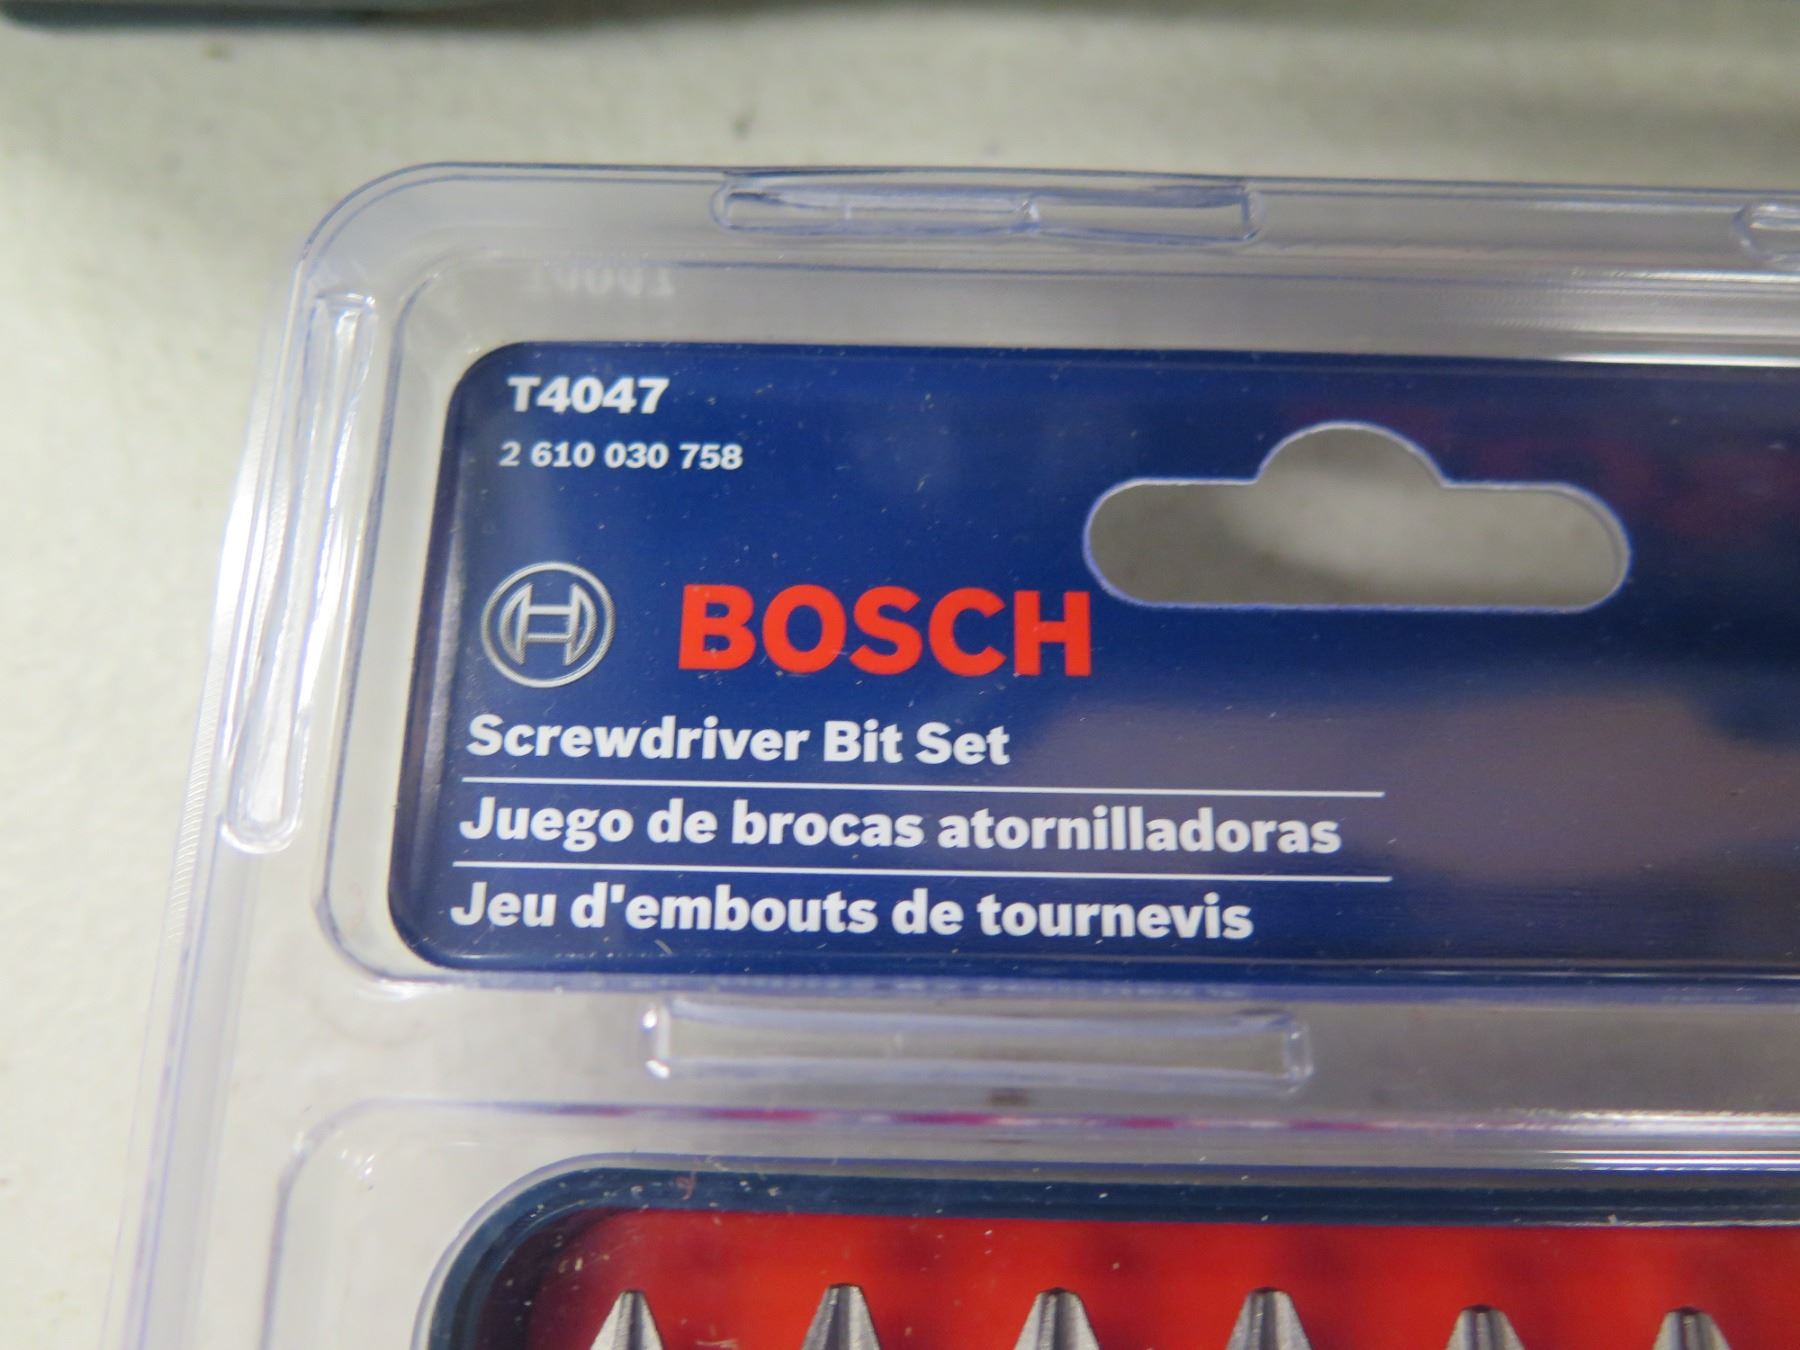 T4047
2 610 030 758
BOSCH
Screwdriver Bit Set
Juego de brocas atornilladoras
Jeu d'embouts de tournevis